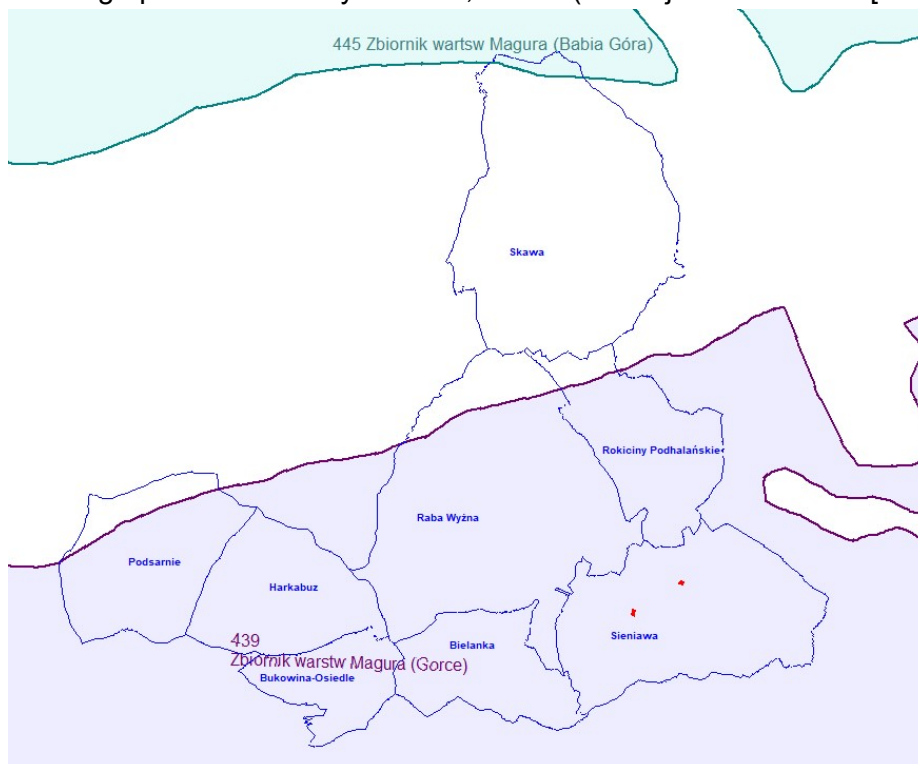 445 Zbiornik wartsw Magura (Babia Góra)
Skawa
Rokiciny Podhalańskie
Raba Wyżna
Podsarnie
Harkabuz
439
Sieniawa
Bielanka
Zbiornik warstw Magura (Gorce)
Bukowina-Osiedle